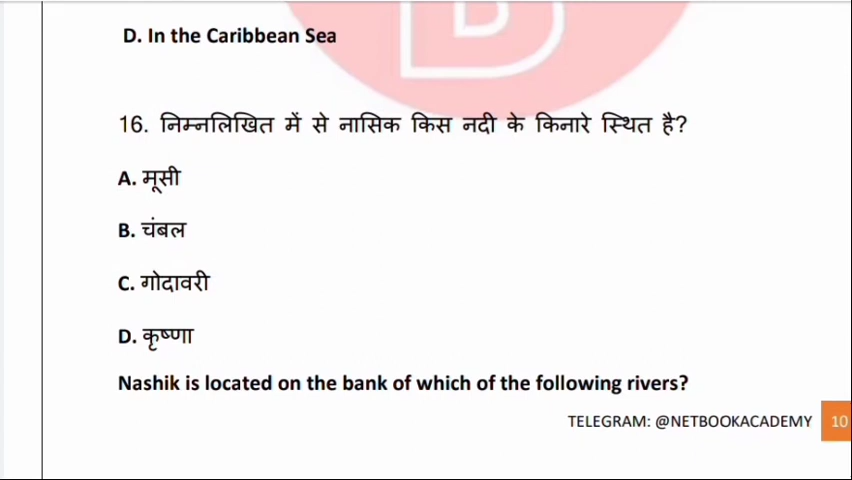 D. In the Caribbean Sea
16. निम्नलिखित में से नासिक किस नदी के किनारे स्थित है?
A. मूसी
B. चंबल
C. गोदावरी
D. कृष्णा
Nashik is located on the bank of which of the following rivers?
TELEGRAM: @NETBOOKACADEMY 10